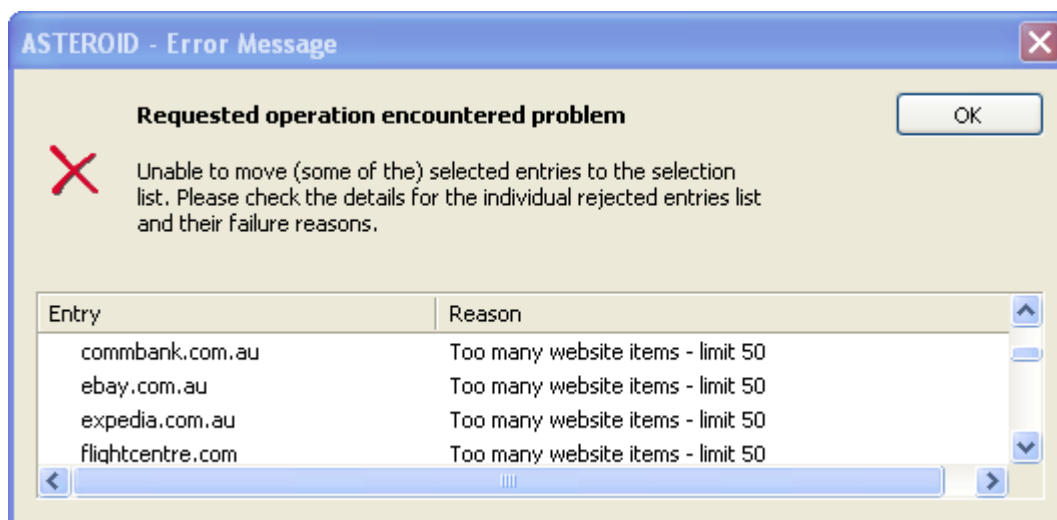 ASTEROID - Error Message
Requested operation encountered problem
OK
Unable to move (some of the) selected entries to the selection
list. Please check the details for the individual rejected entries list
and their failure reasons.
Entry Reason
commbank.com.au Too many website items - limit 50
ebay.com.au Too many website items - limit 50
expedia.com.au Too many website items - limit 50
flightcentre.com Too many website items - limit 50